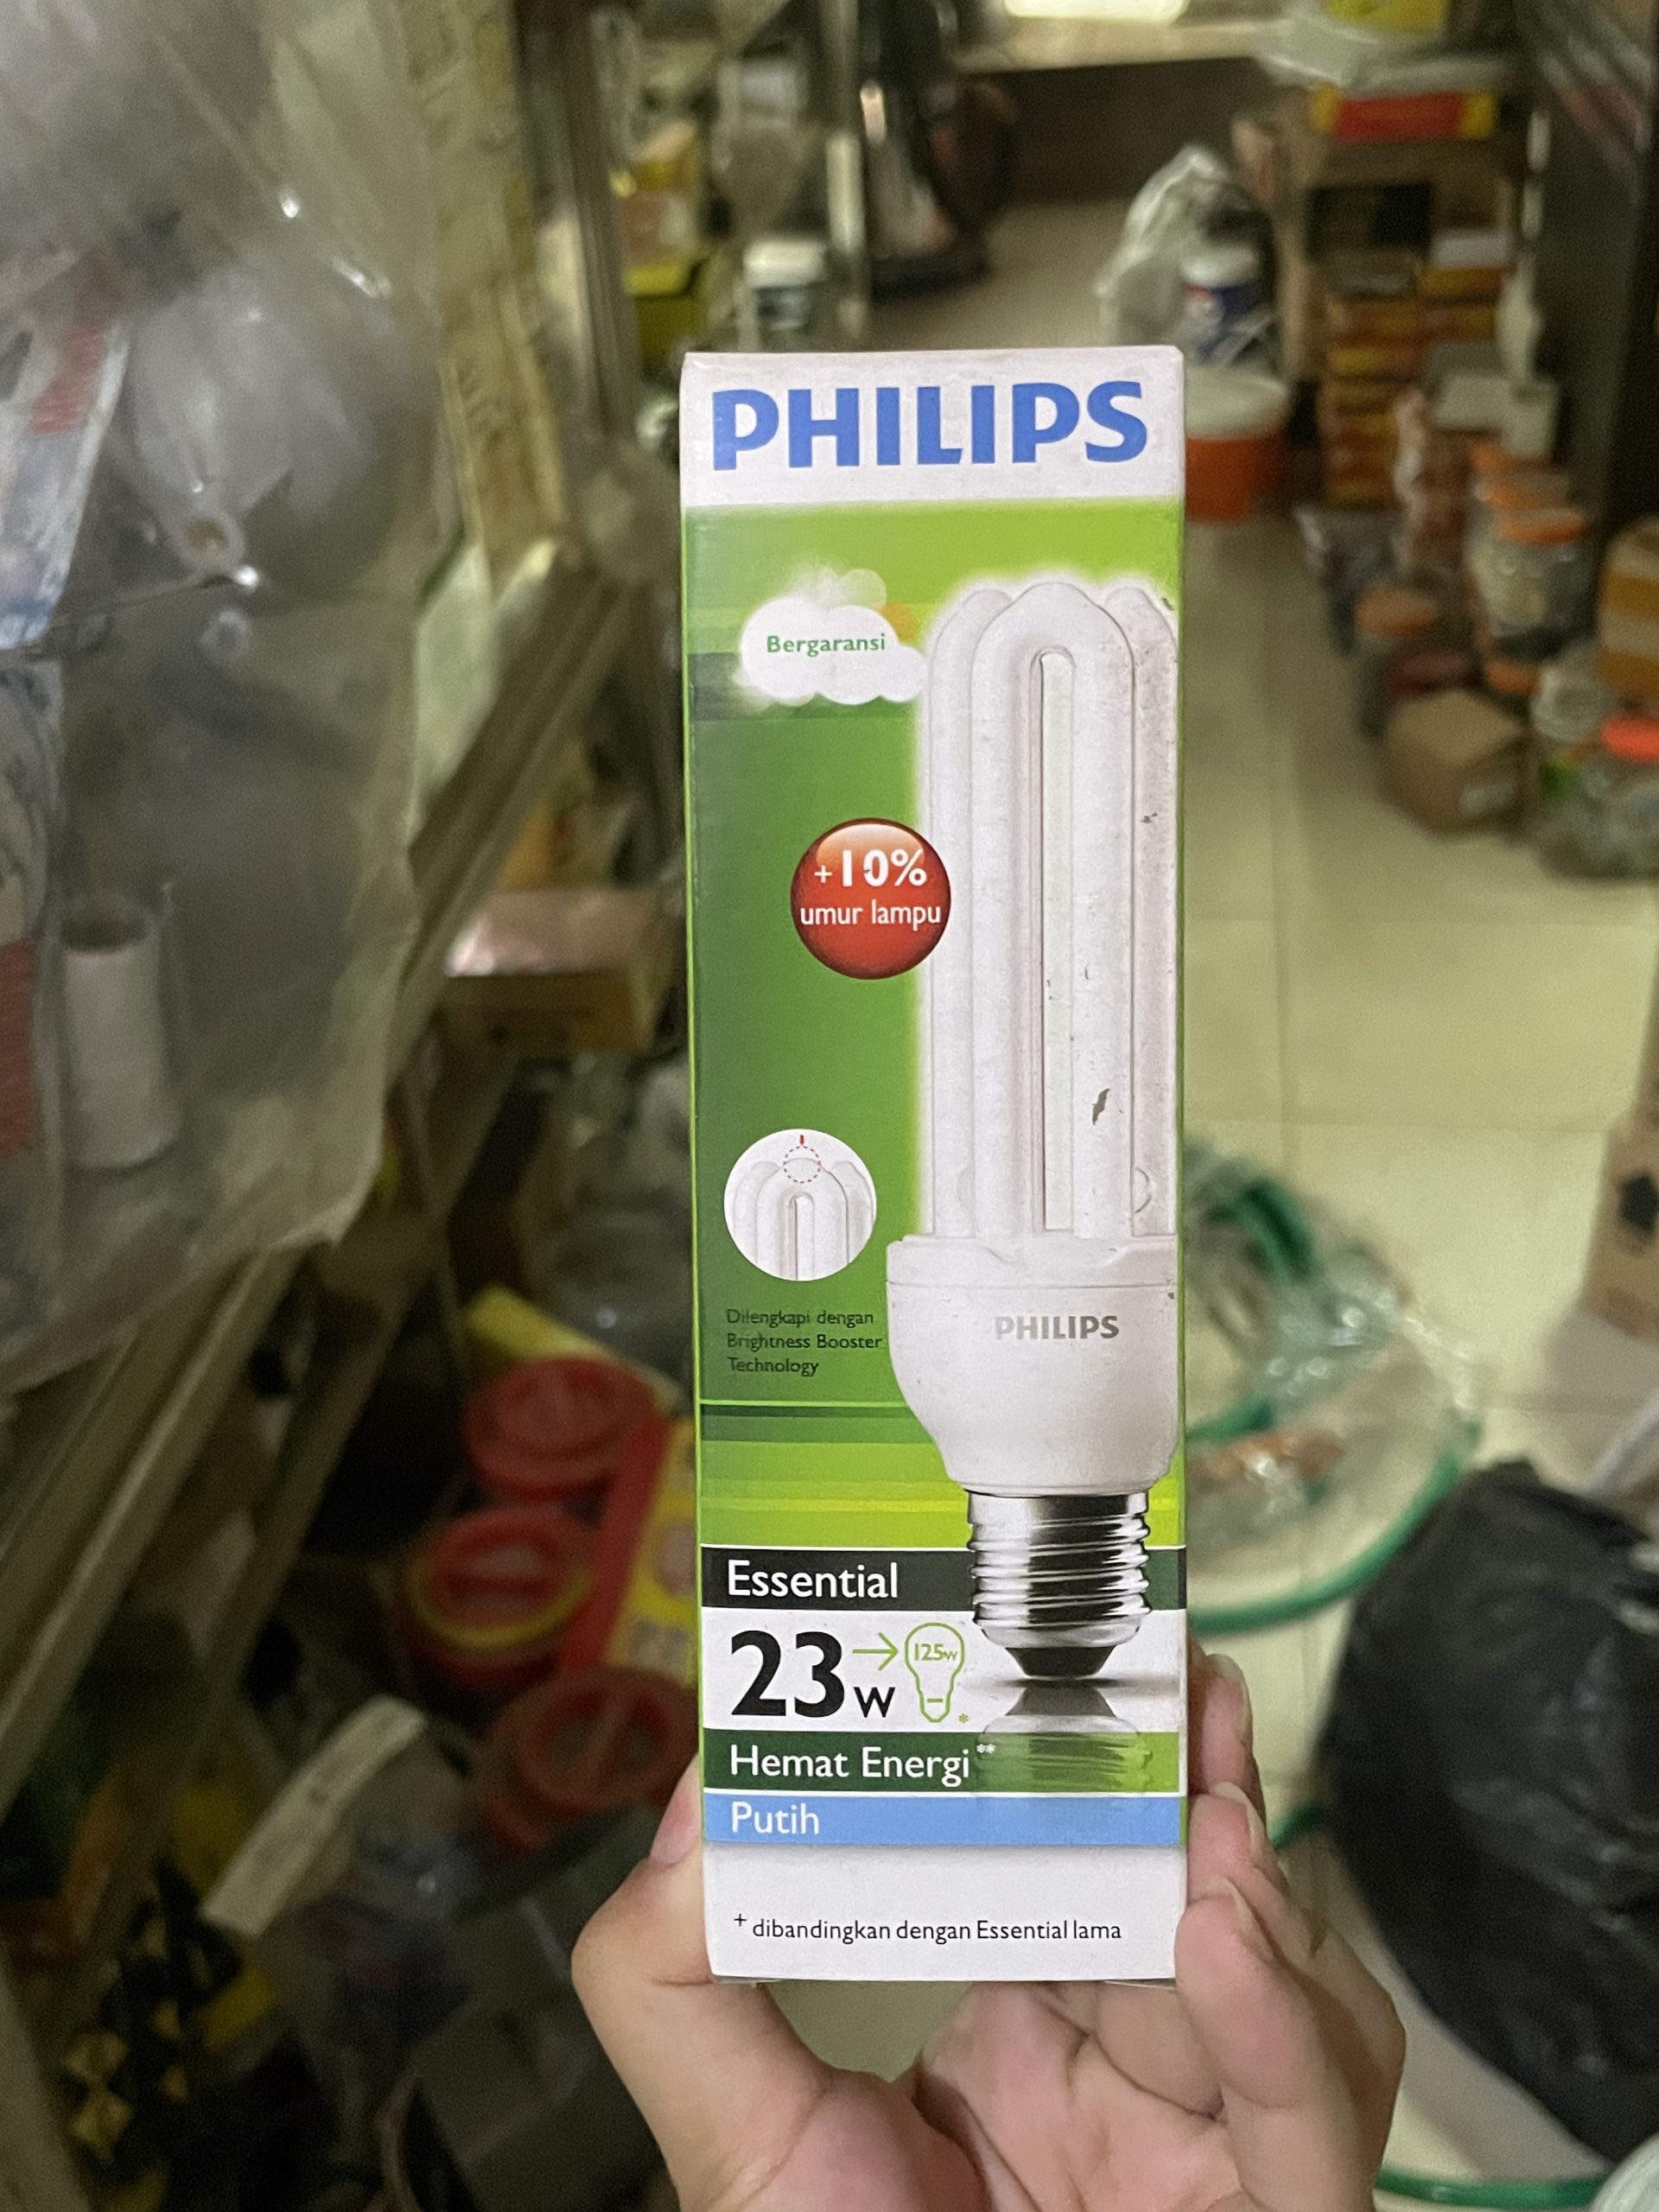 PHILIPS
Bergaransi
+10%
umur lampu
Dilengkapi dengan
Brightness Booster
Technology
PHILIPS
Essential
23w → 125w*
Hemat Energi**
Putih
+ dibandingkan dengan Essential lama